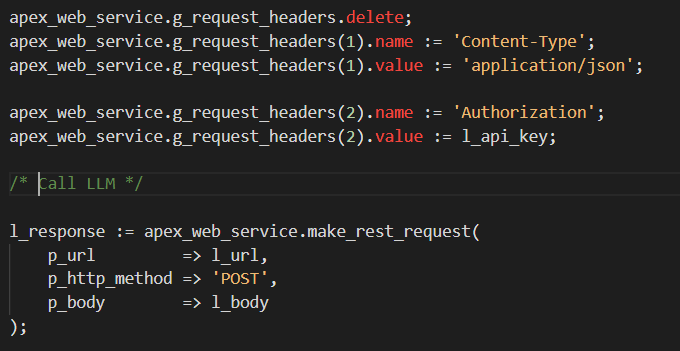 apex_web_service.g_request_headers.delete;
apex_web_service.g_request_headers(1).name := 'Content-Type';
apex_web_service.g_request_headers(1).value := 'application/json';

apex_web_service.g_request_headers(2).name := 'Authorization';
apex_web_service.g_request_headers(2).value := l_api_key;

/* Call LLM */

l_response := apex_web_service.make_rest_request(
    p_url         => l_url,
    p_http_method => 'POST',
    p_body        => l_body
);